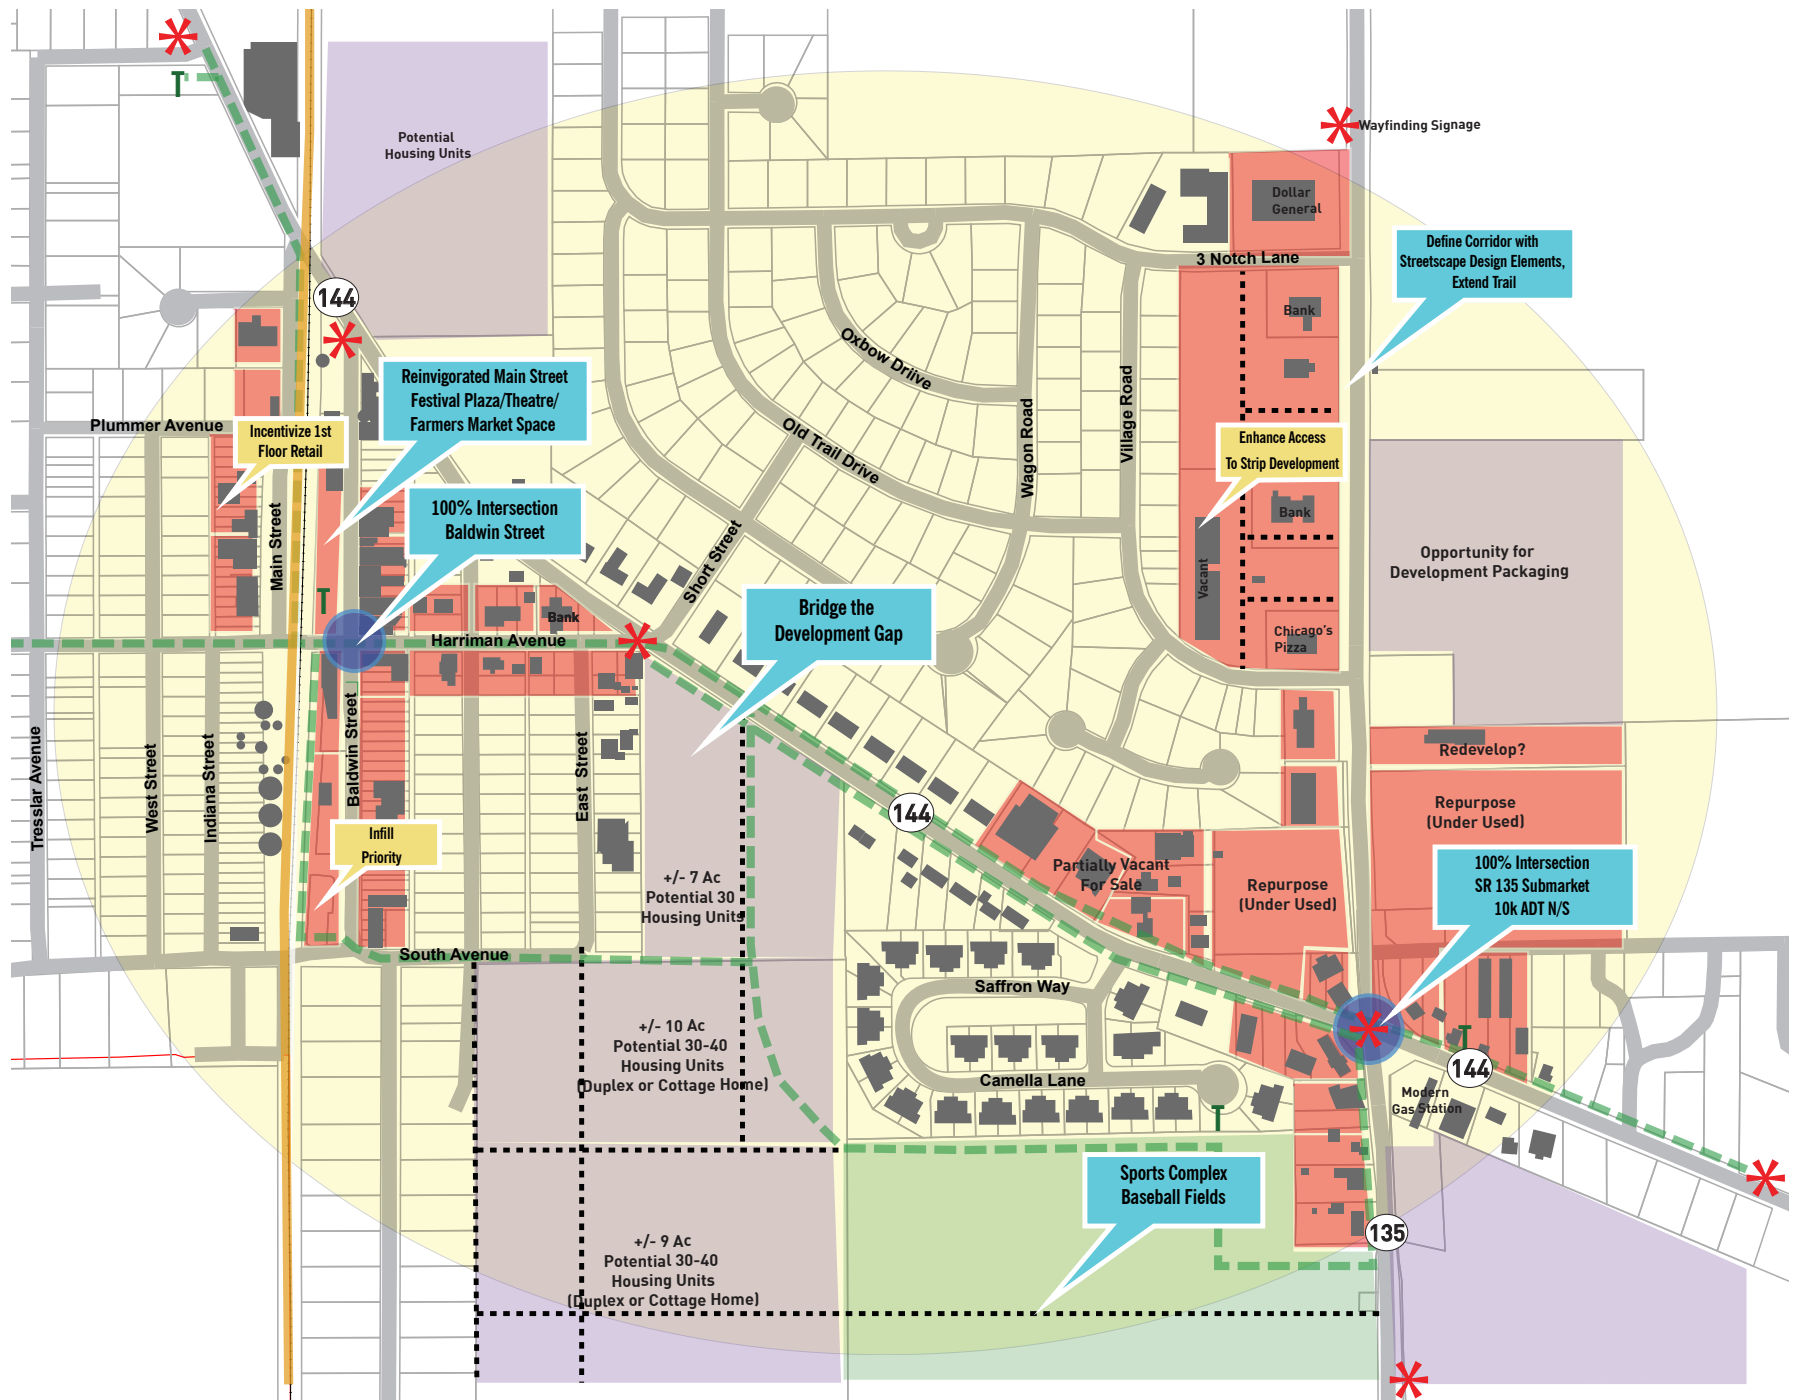 T
Potential
Housing Units
Wayfinding Signage
Dollar
General
3 Notch Lane
Define Corridor with
Streetscape Design Elements,
Extend Trail
144
Bank
Oxbow Driive
Reinvigorated Main Street
Festival Plaza/Theatre/
Farmers Market Space
Plummer Avenue
Incentivize 1st
Floor Retail
Old Trail Drive
Wagon Road
Village Road
Enhance Access
To Strip Development
100% Intersection
Baldwin Street
Bank
Main Street
Short Street
Vacant
Opportunity for
Development Packaging
T
Bank
Bridge the
Development Gap
Harriman Avenue
Chicago's
Pizza
Tresslar Avenue
West Street
Indiana Street
Baldwin Street
East Street
Redevelop?
144
Repurpose
(Under Used)
Infill
Priority
Partially Vacant
For Sale
Repurpose
(Under Used)
100% Intersection
SR 135 Submarket
10k ADT N/S
+/- 7 Ac
Potential 30
Housing Units
South Avenue
Saffron Way
+/- 10 Ac
Potential 30-40
Housing Units
(Duplex or Cottage Home)
T
144
Camella Lane
Modern
Gas Station
T
Sports Complex
Baseball Fields
135
+/- 9 Ac
Potential 30-40
Housing Units
(Duplex or Cottage Home)